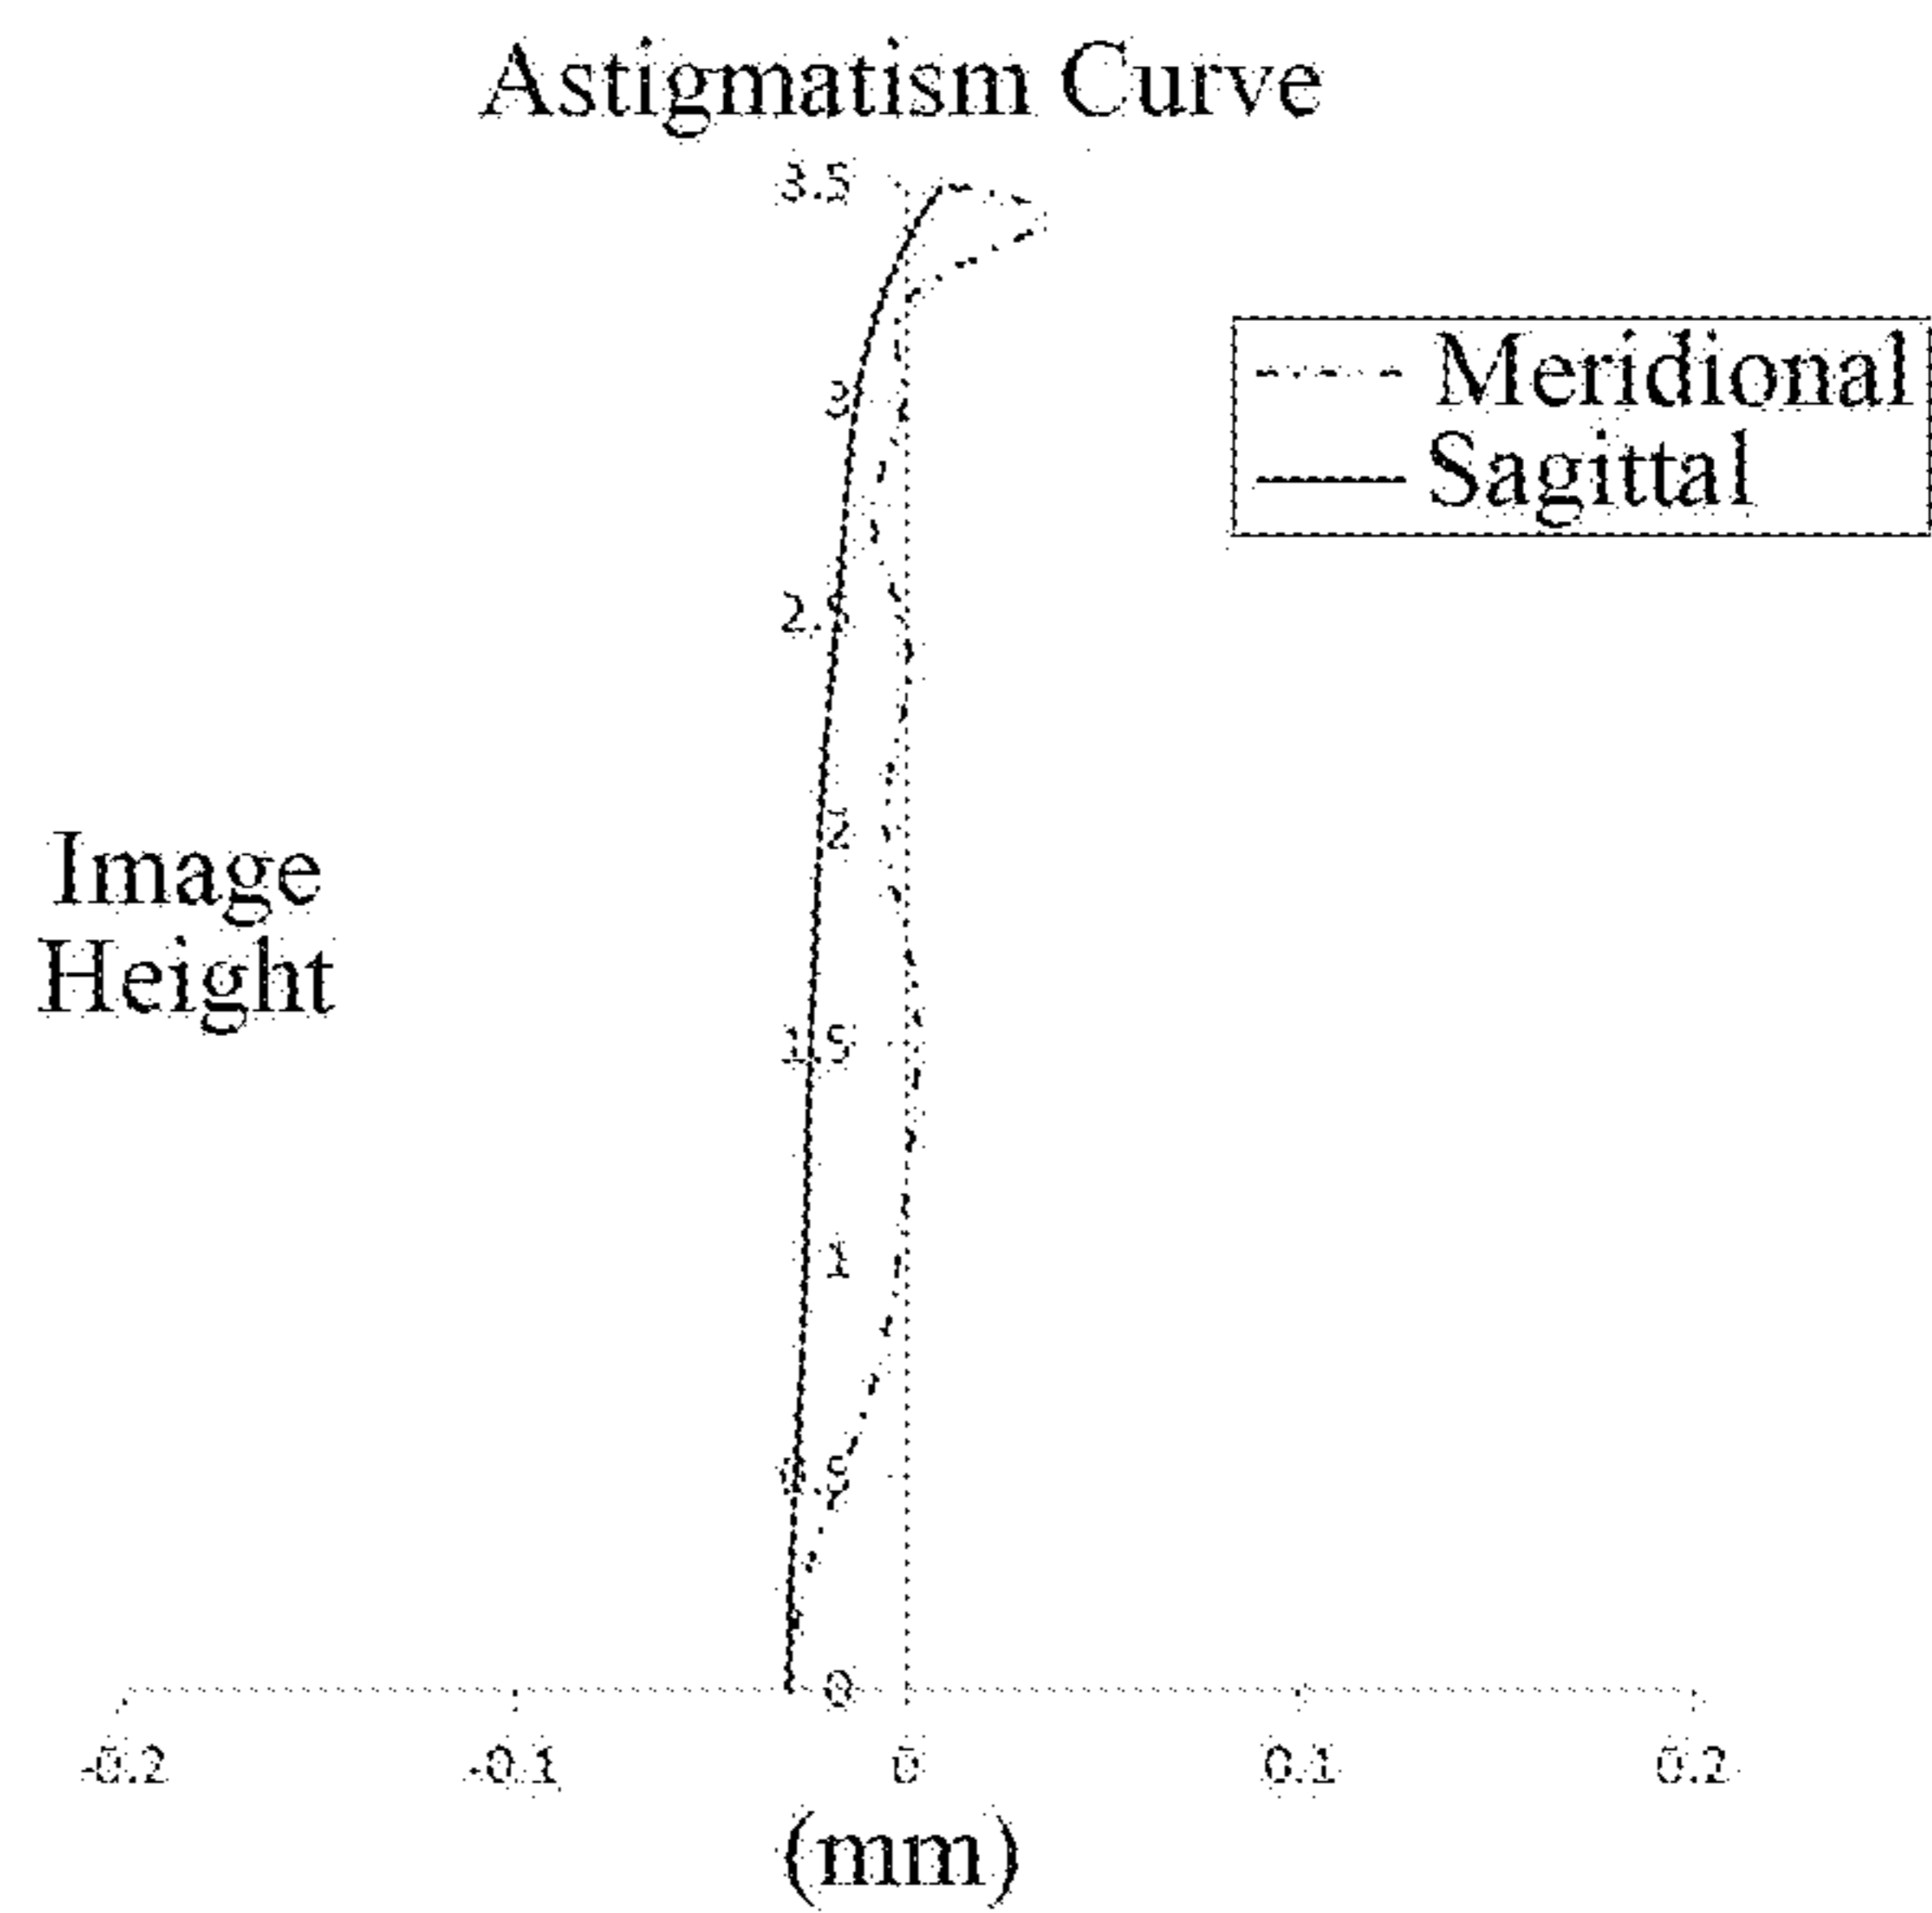 Astigmatism Curve
3.5
Meridional
3
Sagittal
2.5
2
Image
Height
1.5
1
0.5
0
-0.2 -0.1 0 0.1 0.2
(mm)